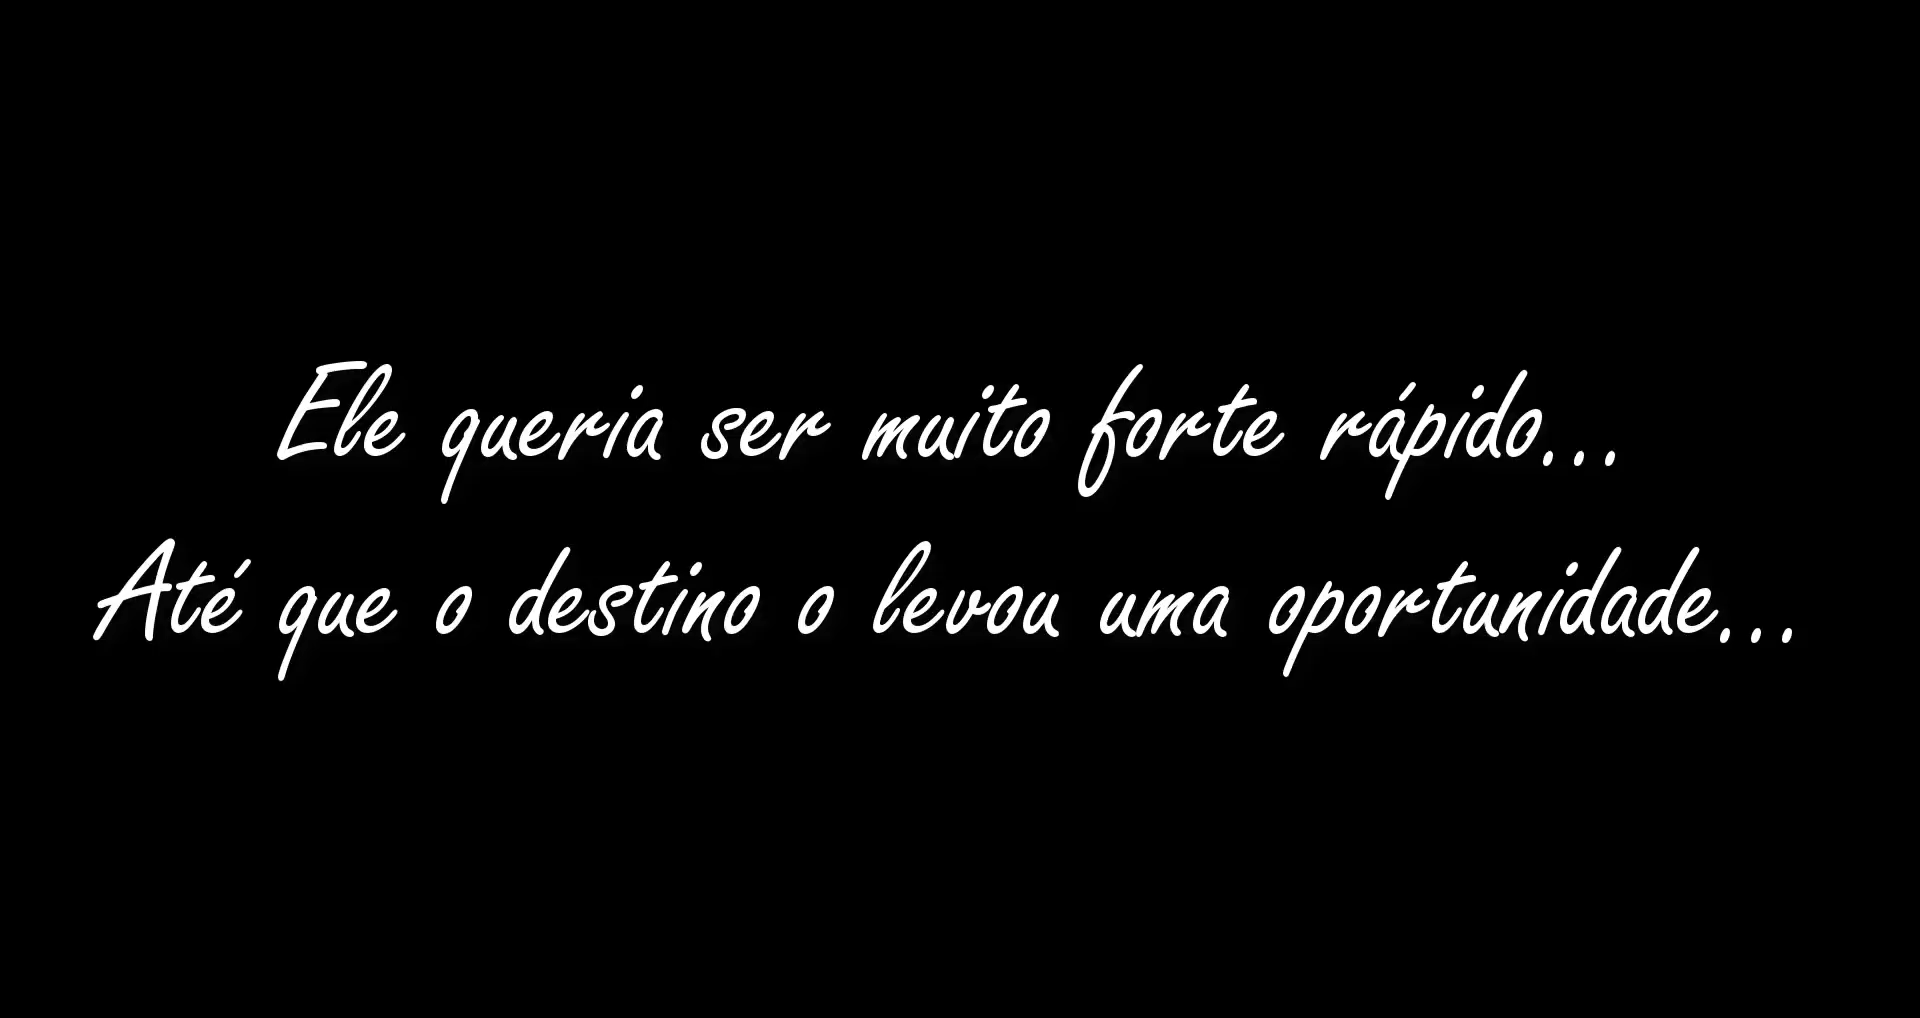 Ele queria ser muito forte rápido...
Até que o destino o levou uma oportunidade...